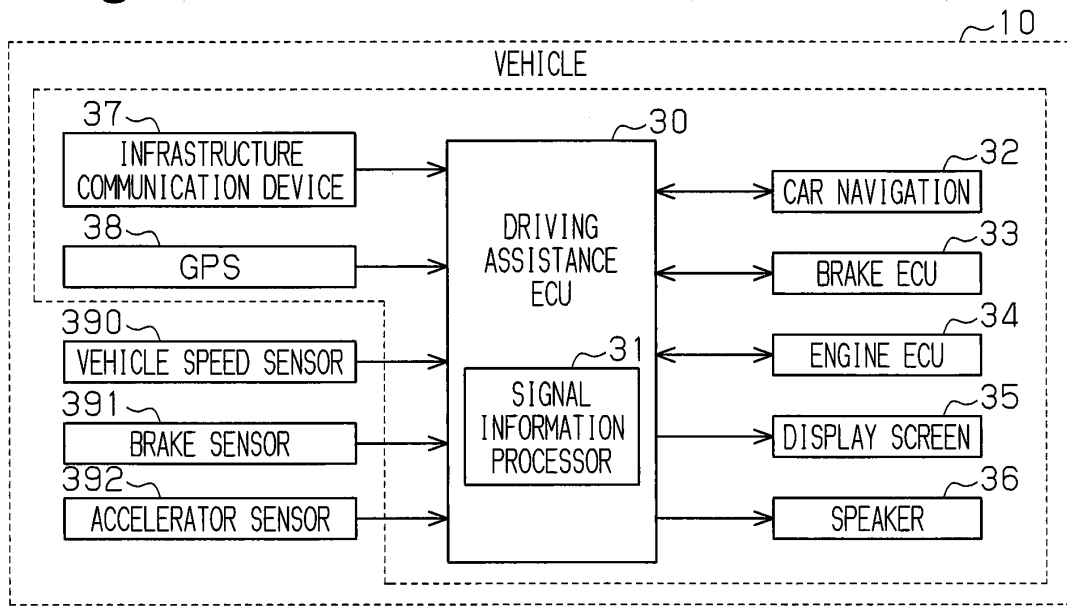 10
VEHICLE
37
INFRASTRUCTURE
COMMUNICATION DEVICE
38
GPS
390
VEHICLE SPEED SENSOR
391
BRAKE SENSOR
392
ACCELERATOR SENSOR
30
DRIVING
ASSISTANCE
ECU
31
SIGNAL
INFORMATION
PROCESSOR
32
CAR NAVIGATION
33
BRAKE ECU
34
ENGINE ECU
35
DISPLAY SCREEN
36
SPEAKER